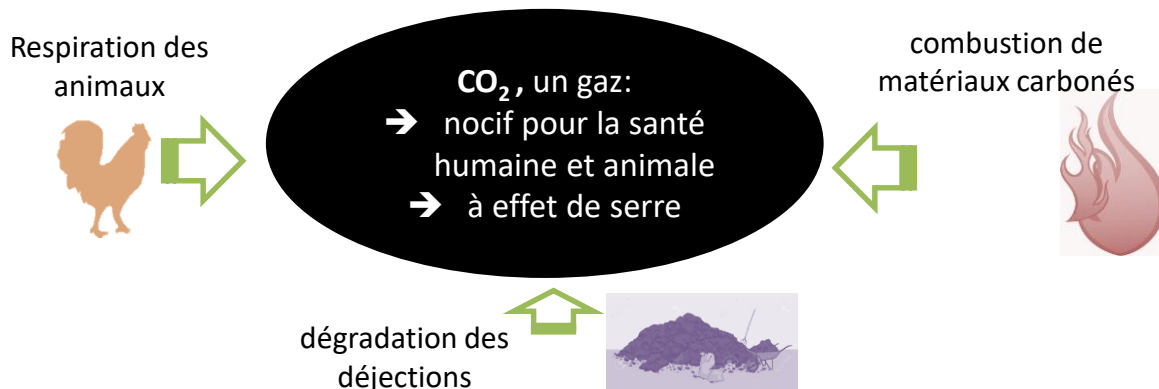 Respiration des
animaux
CO2 , un gaz:
➔ nocif pour la santé
humaine et animale
➔ à effet de serre
combustion de
matériaux carbonés
dégradation des
déjections